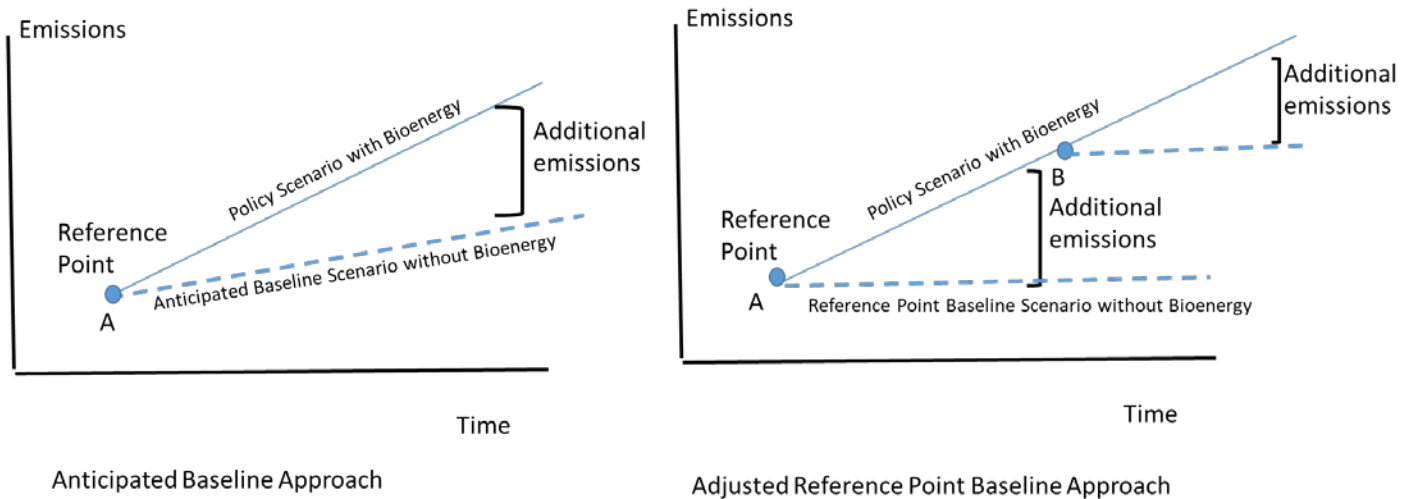 Emissions
Policy Scenario with Bioenergy
Additional
emissions
Reference
Point
Anticipated Baseline Scenario without Bioenergy
A
Time
Anticipated Baseline Approach
Emissions
Additional
emissions
Policy Scenario with Bioenergy
B
Additional
emissions
Reference
Point
A
Reference Point Baseline Scenario without Bioenergy
Time
Adjusted Reference Point Baseline Approach